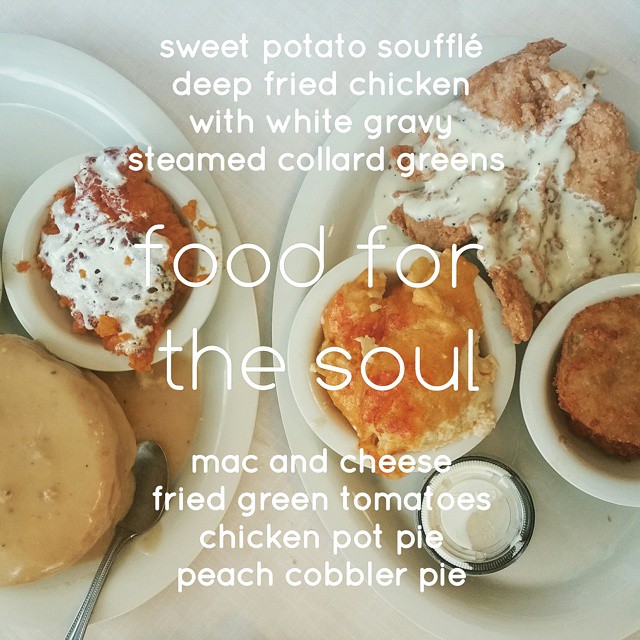 sweet potato soufflé
deep fried chicken
with white gravy
steamed collard greens
food for
the soul
mac and cheese
fried green tomatoes
chicken pot pie
peach cobbler pie